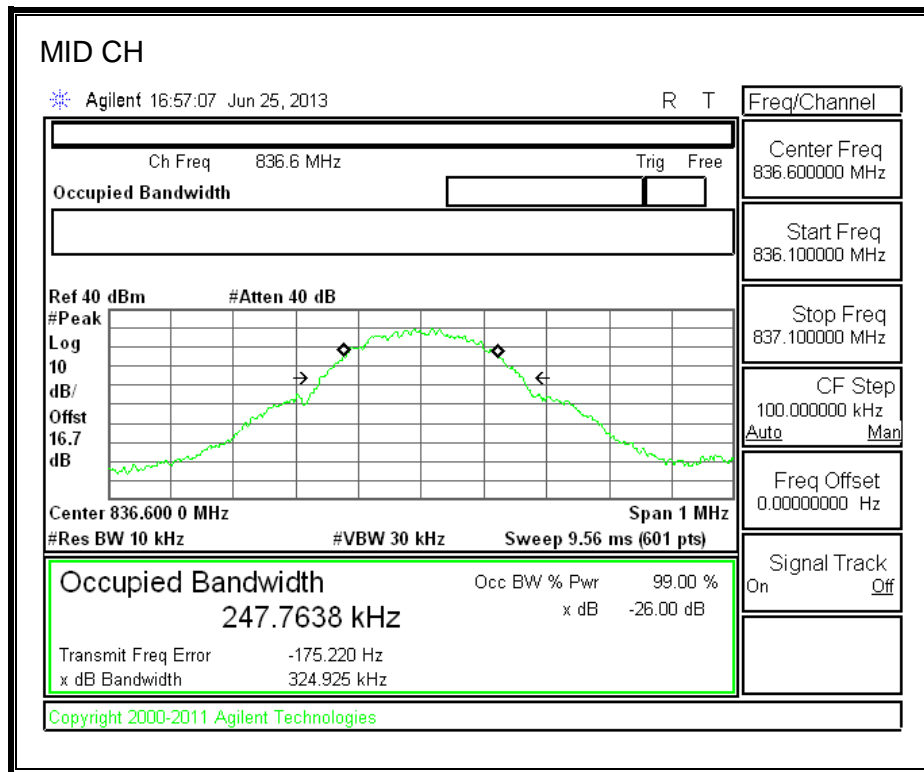 MID CH
Agilent 16:57:07 Jun 25, 2013 R T
Freq/Channel
Ch Freq 836.6 MHz Trig Free
Occupied Bandwidth
Center Freq
836.600000 MHz
Start Freq
836.100000 MHz
Stop Freq
837.100000 MHz
CF Step
100.000000 kHz
Auto Man
Freq Offset
0.00000000 Hz
Signal Track
On Off
Ref 40 dBm #Atten 40 dB
#Peak
Log
10
dB/
Offst
16.7
dB
Center 836.600 0 MHz Span 1 MHz
#Res BW 10 kHz #VBW 30 kHz Sweep 9.56 ms (601 pts)
Occupied Bandwidth
247.7638 kHz
Occ BW % Pwr 99.00 %
x dB -26.00 dB
Transmit Freq Error -175.220 Hz
x dB Bandwidth 324.925 kHz
Copyright 2000-2011 Agilent Technologies